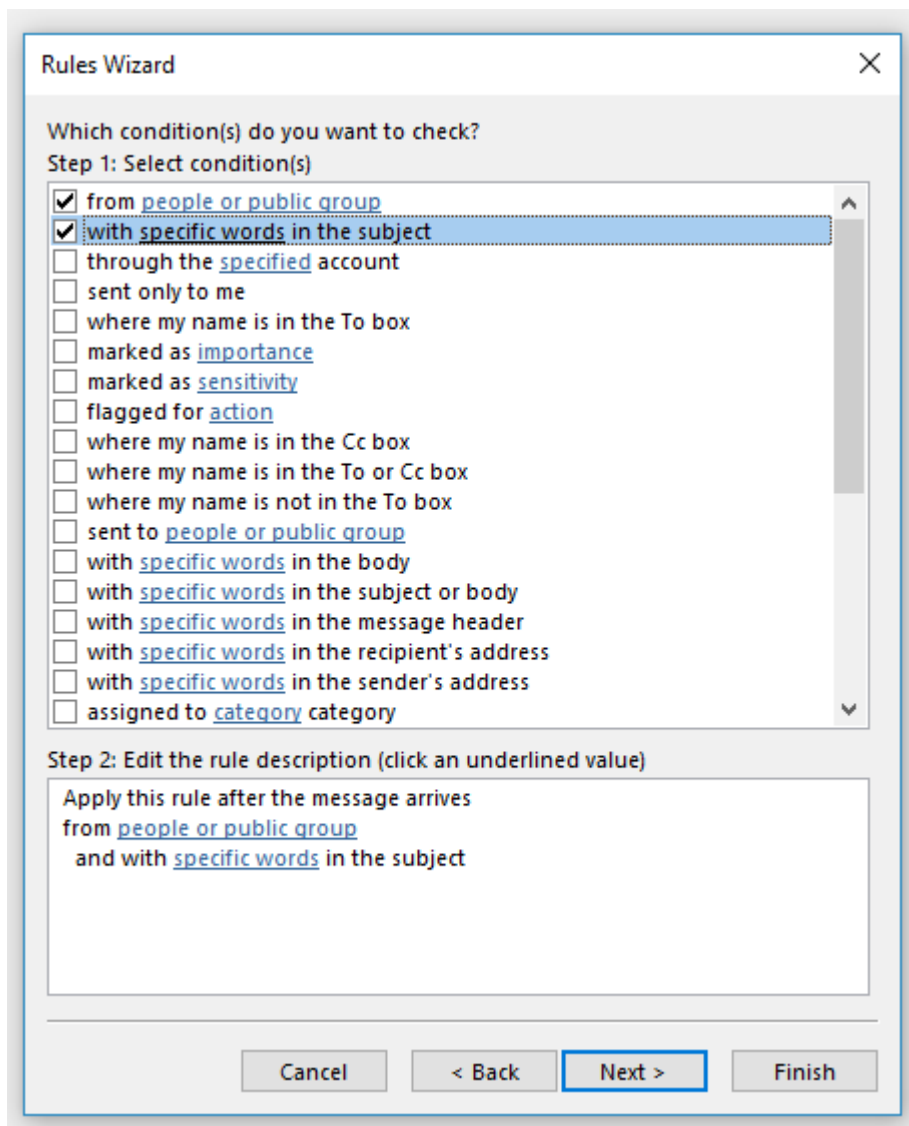 Rules Wizard
Which condition(s) do you want to check?
Step 1: Select condition(s)
from people or public group
with specific words in the subject
through the specified account
sent only to me
where my name is in the To box
marked as importance
marked as sensitivity
flagged for action
where my name is in the Cc box
where my name is in the To or Cc box
where my name is not in the To box
sent to people or public group
with specific words in the body
with specific words in the subject or body
with specific words in the message header
with specific words in the recipient's address
with specific words in the sender's address
assigned to category category
Step 2: Edit the rule description (click an underlined value)
Apply this rule after the message arrives
from people or public group
and with specific words in the subject
Cancel < Back Next > Finish